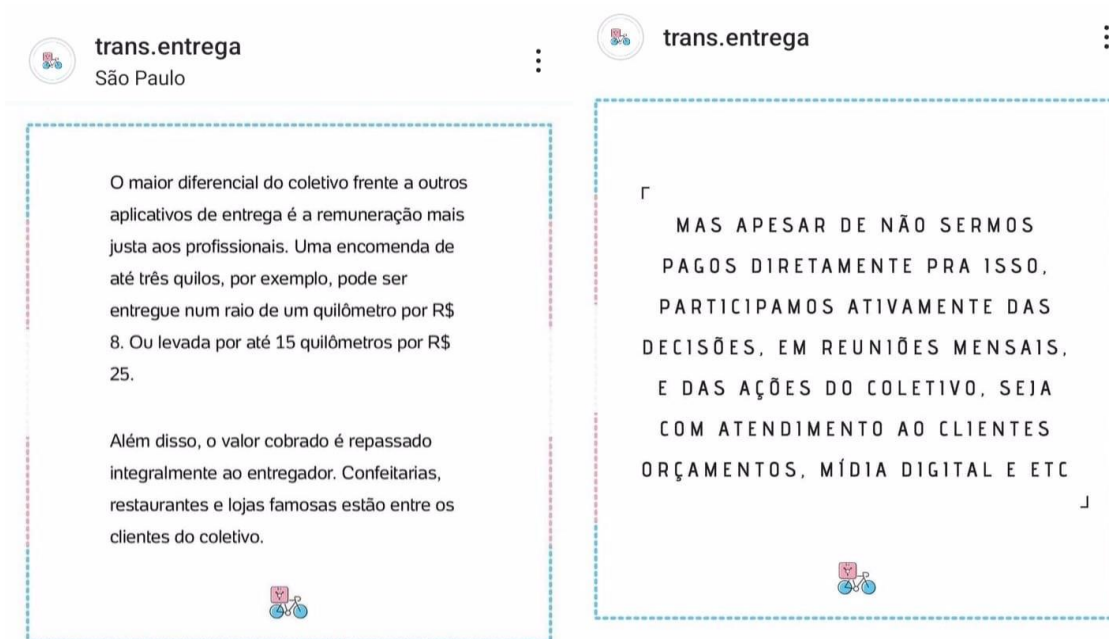 trans.entrega
São Paulo
O maior diferencial do coletivo frente a outros
aplicativos de entrega é a remuneração mais
justa aos profissionais. Uma encomenda de
até três quilos, por exemplo, pode ser
entregue num raio de um quilômetro por R$
8. Ou levada por até 15 quilômetros por R$
25.
Além disso, o valor cobrado é repassado
integralmente ao entregador. Confeitarias,
restaurantes e lojas famosas estão entre os
clientes do coletivo.
trans.entrega
MAS APESAR DE NÃO SERMOS
PAGOS DIRETAMENTE PRA ISSO,
PARTICIPAMOS ATIVAMENTE DAS
DECISÕES, EM REUNIÕES MENSAIS,
E DAS AÇÕES DO COLETIVO, SEJA
COM ATENDIMENTO AO CLIENTES
ORÇAMENTOS, MÍDIA DIGITAL E ETC